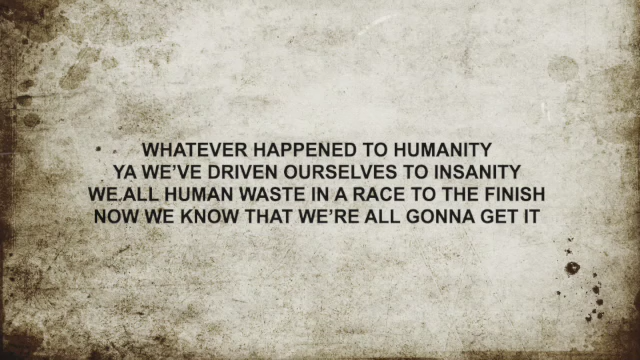 WHATEVER HAPPENED TO HUMANITY
YA WE'VE DRIVEN OURSELVES TO INSANITY
WE ALL HUMAN WASTE IN A RACE TO THE FINISH
NOW WE KNOW THAT WE'RE ALL GONNA GET IT